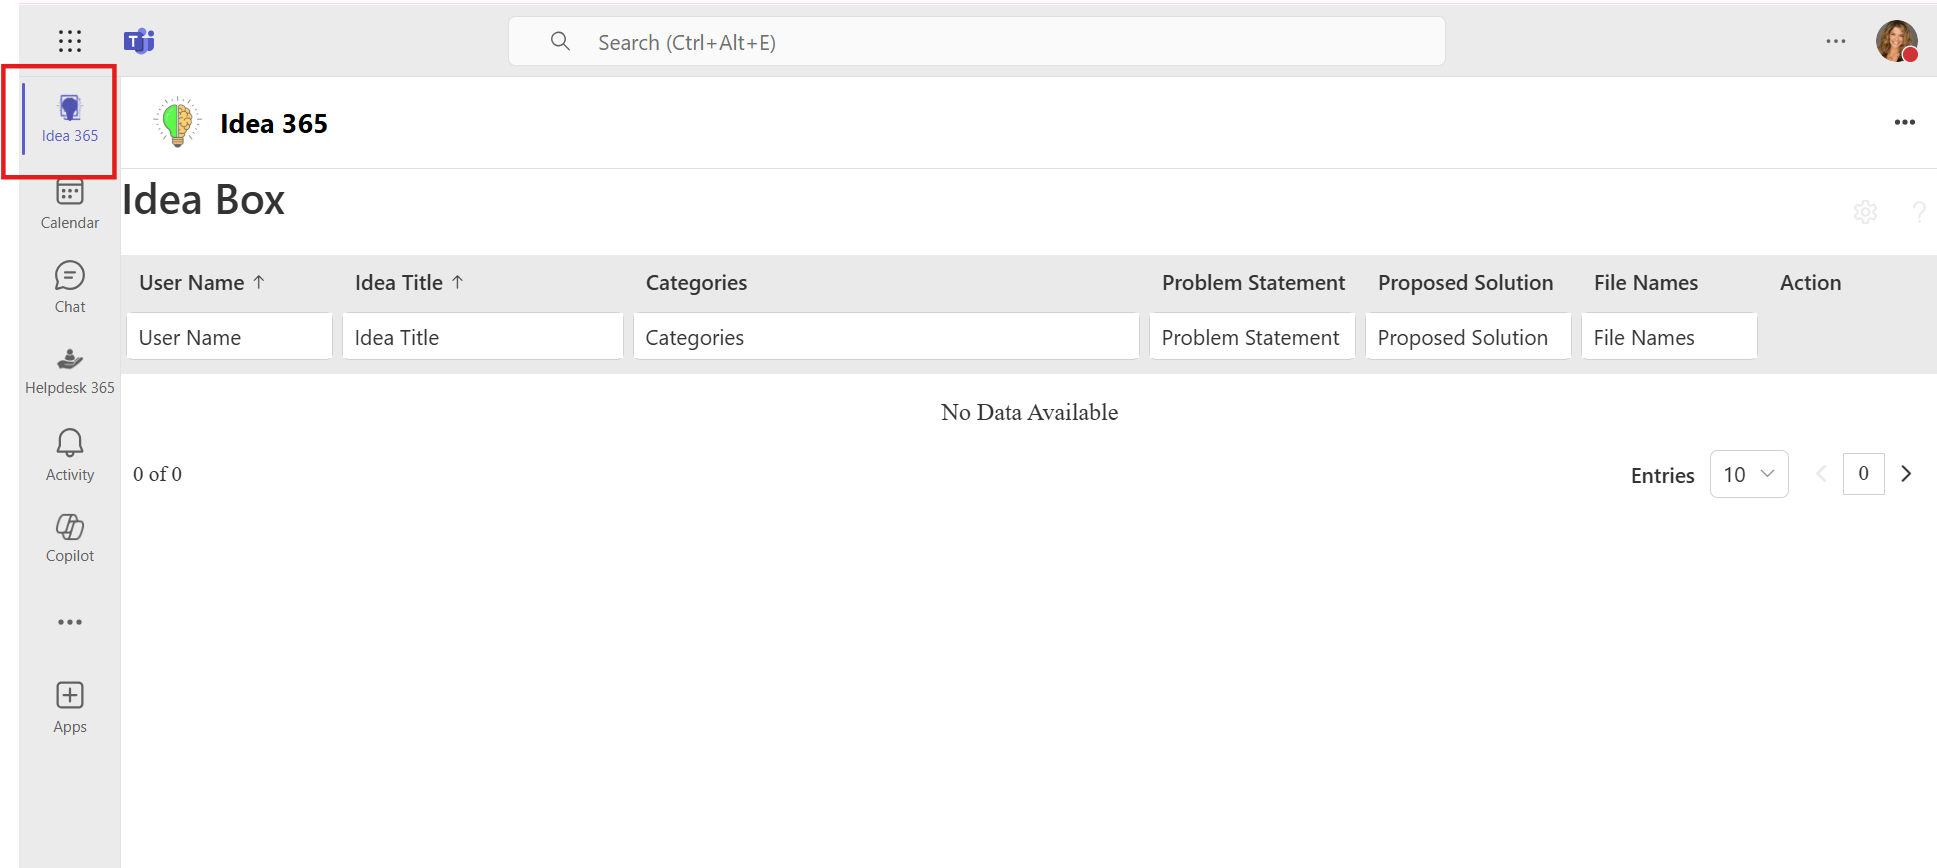 Search (Ctrl+Alt+E)
Idea 365
Calendar
Chat
Helpdesk 365
Activity
Copilot
Apps
Idea 365
Idea Box
User Name ↑ Idea Title ↑ Categories Problem Statement Proposed Solution File Names Action
User Name Idea Title Categories Problem Statement Proposed Solution File Names
No Data Available
0 of 0 Entries 10 0